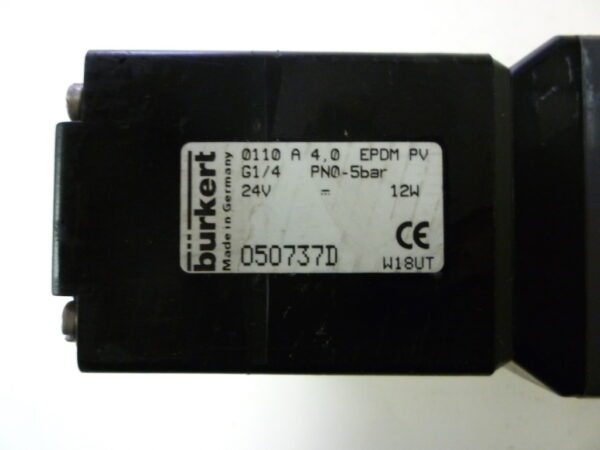 bürkert
Made in Germany
0110 A 4,0 EPDM PV
G1/4 PN0-5bar
24V ⎓ 12W
CE
050737D
W18UT